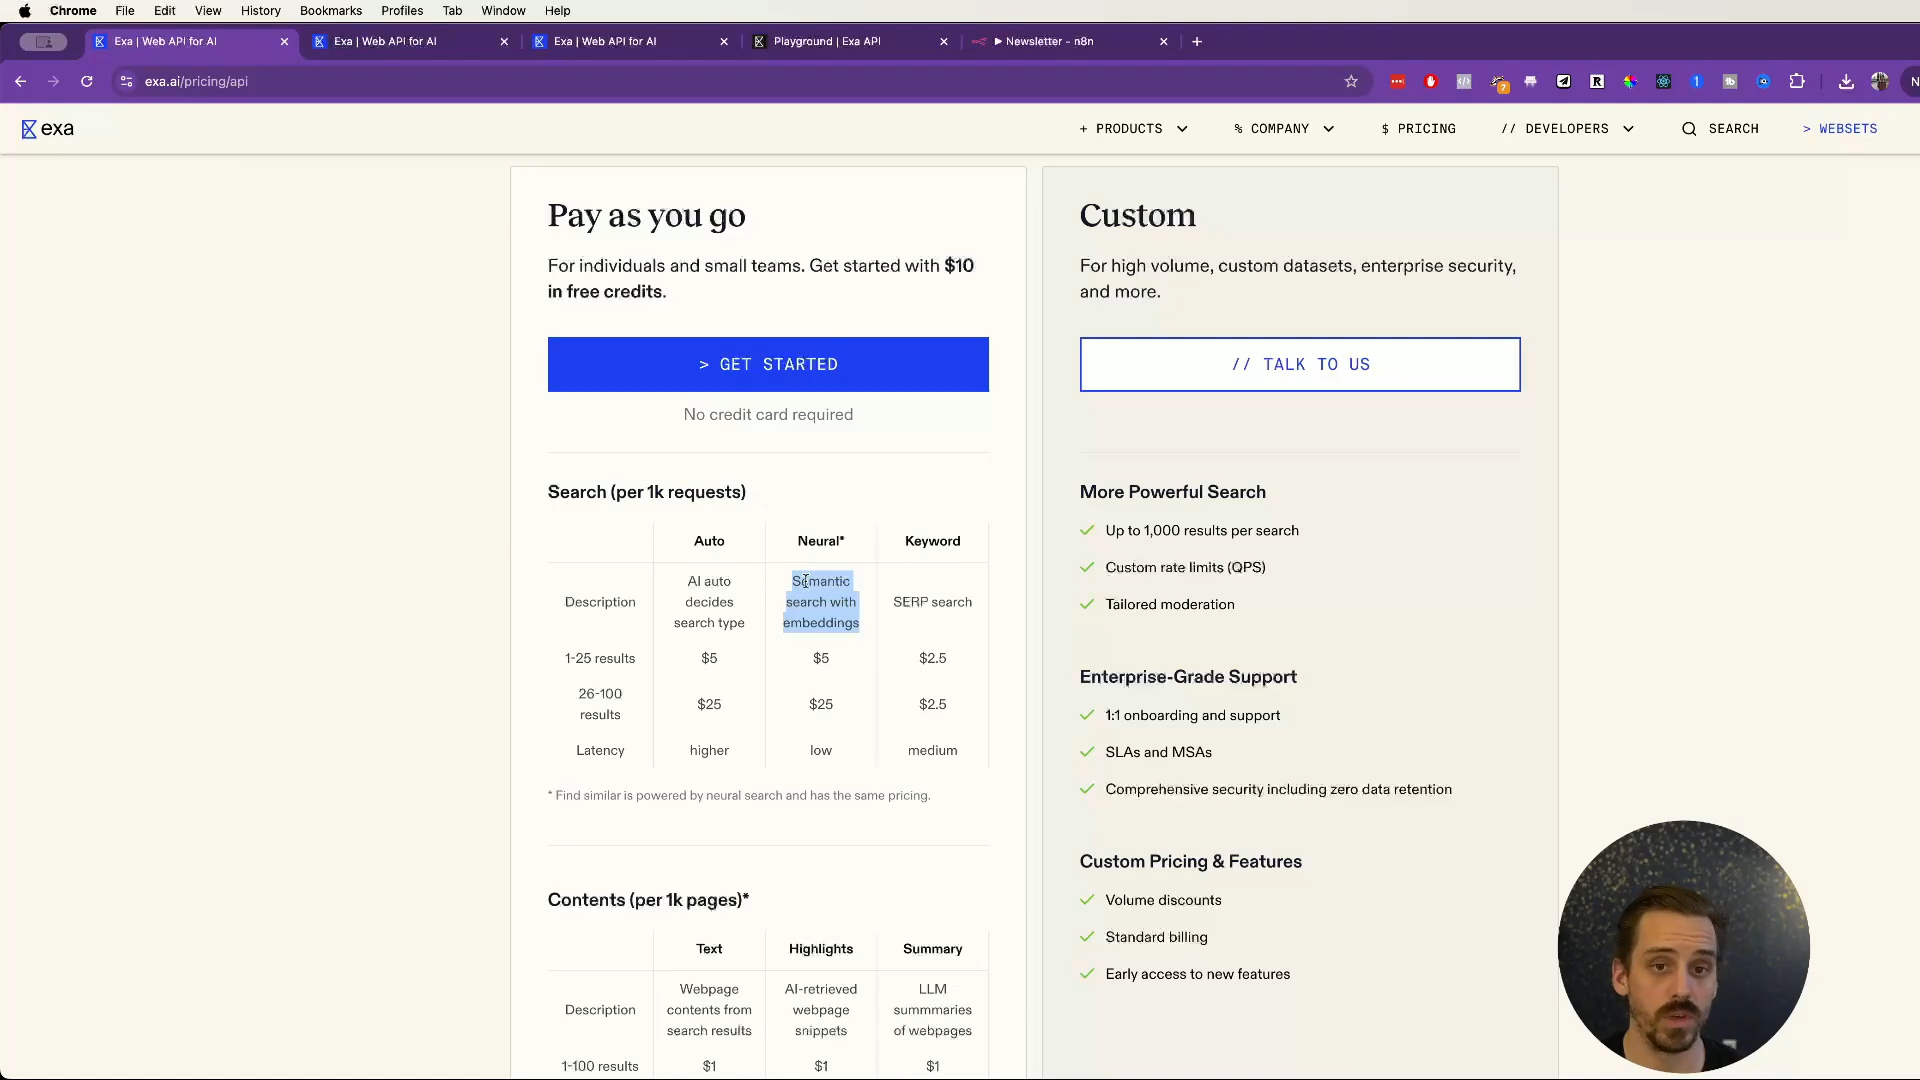 Chrome File Edit View History Bookmarks Profiles Tab Window Help
Exa | Web API for AI
Exa | Web API for AI
Exa | Web API for AI
Playground | Exa API
Newsletter - n8n
exa.ai/pricing/api
7
R
1
tb
N
exa
+ PRODUCTS
% COMPANY
$ PRICING
// DEVELOPERS
SEARCH
> WEBSETS
Pay as you go
For individuals and small teams. Get started with $10
in free credits.
> GET STARTED
No credit card required
Search (per 1k requests)
Auto Neural* Keyword
Description
AI auto
decides
search type
Semantic
search with
embeddings
SERP search
1-25 results $5 $5 $2.5
26-100
results
$25 $25 $2.5
Latency higher low medium
* Find similar is powered by neural search and has the same pricing.
Contents (per 1k pages)*
Text Highlights Summary
Description
Webpage
contents from
search results
AI-retrieved
webpage
snippets
LLM
summmaries
of webpages
1-100 results $1 $1 $1
Custom
For high volume, custom datasets, enterprise security,
and more.
// TALK TO US
More Powerful Search
Up to 1,000 results per search
Custom rate limits (QPS)
Tailored moderation
Enterprise-Grade Support
1:1 onboarding and support
SLAs and MSAs
Comprehensive security including zero data retention
Custom Pricing & Features
Volume discounts
Standard billing
Early access to new features